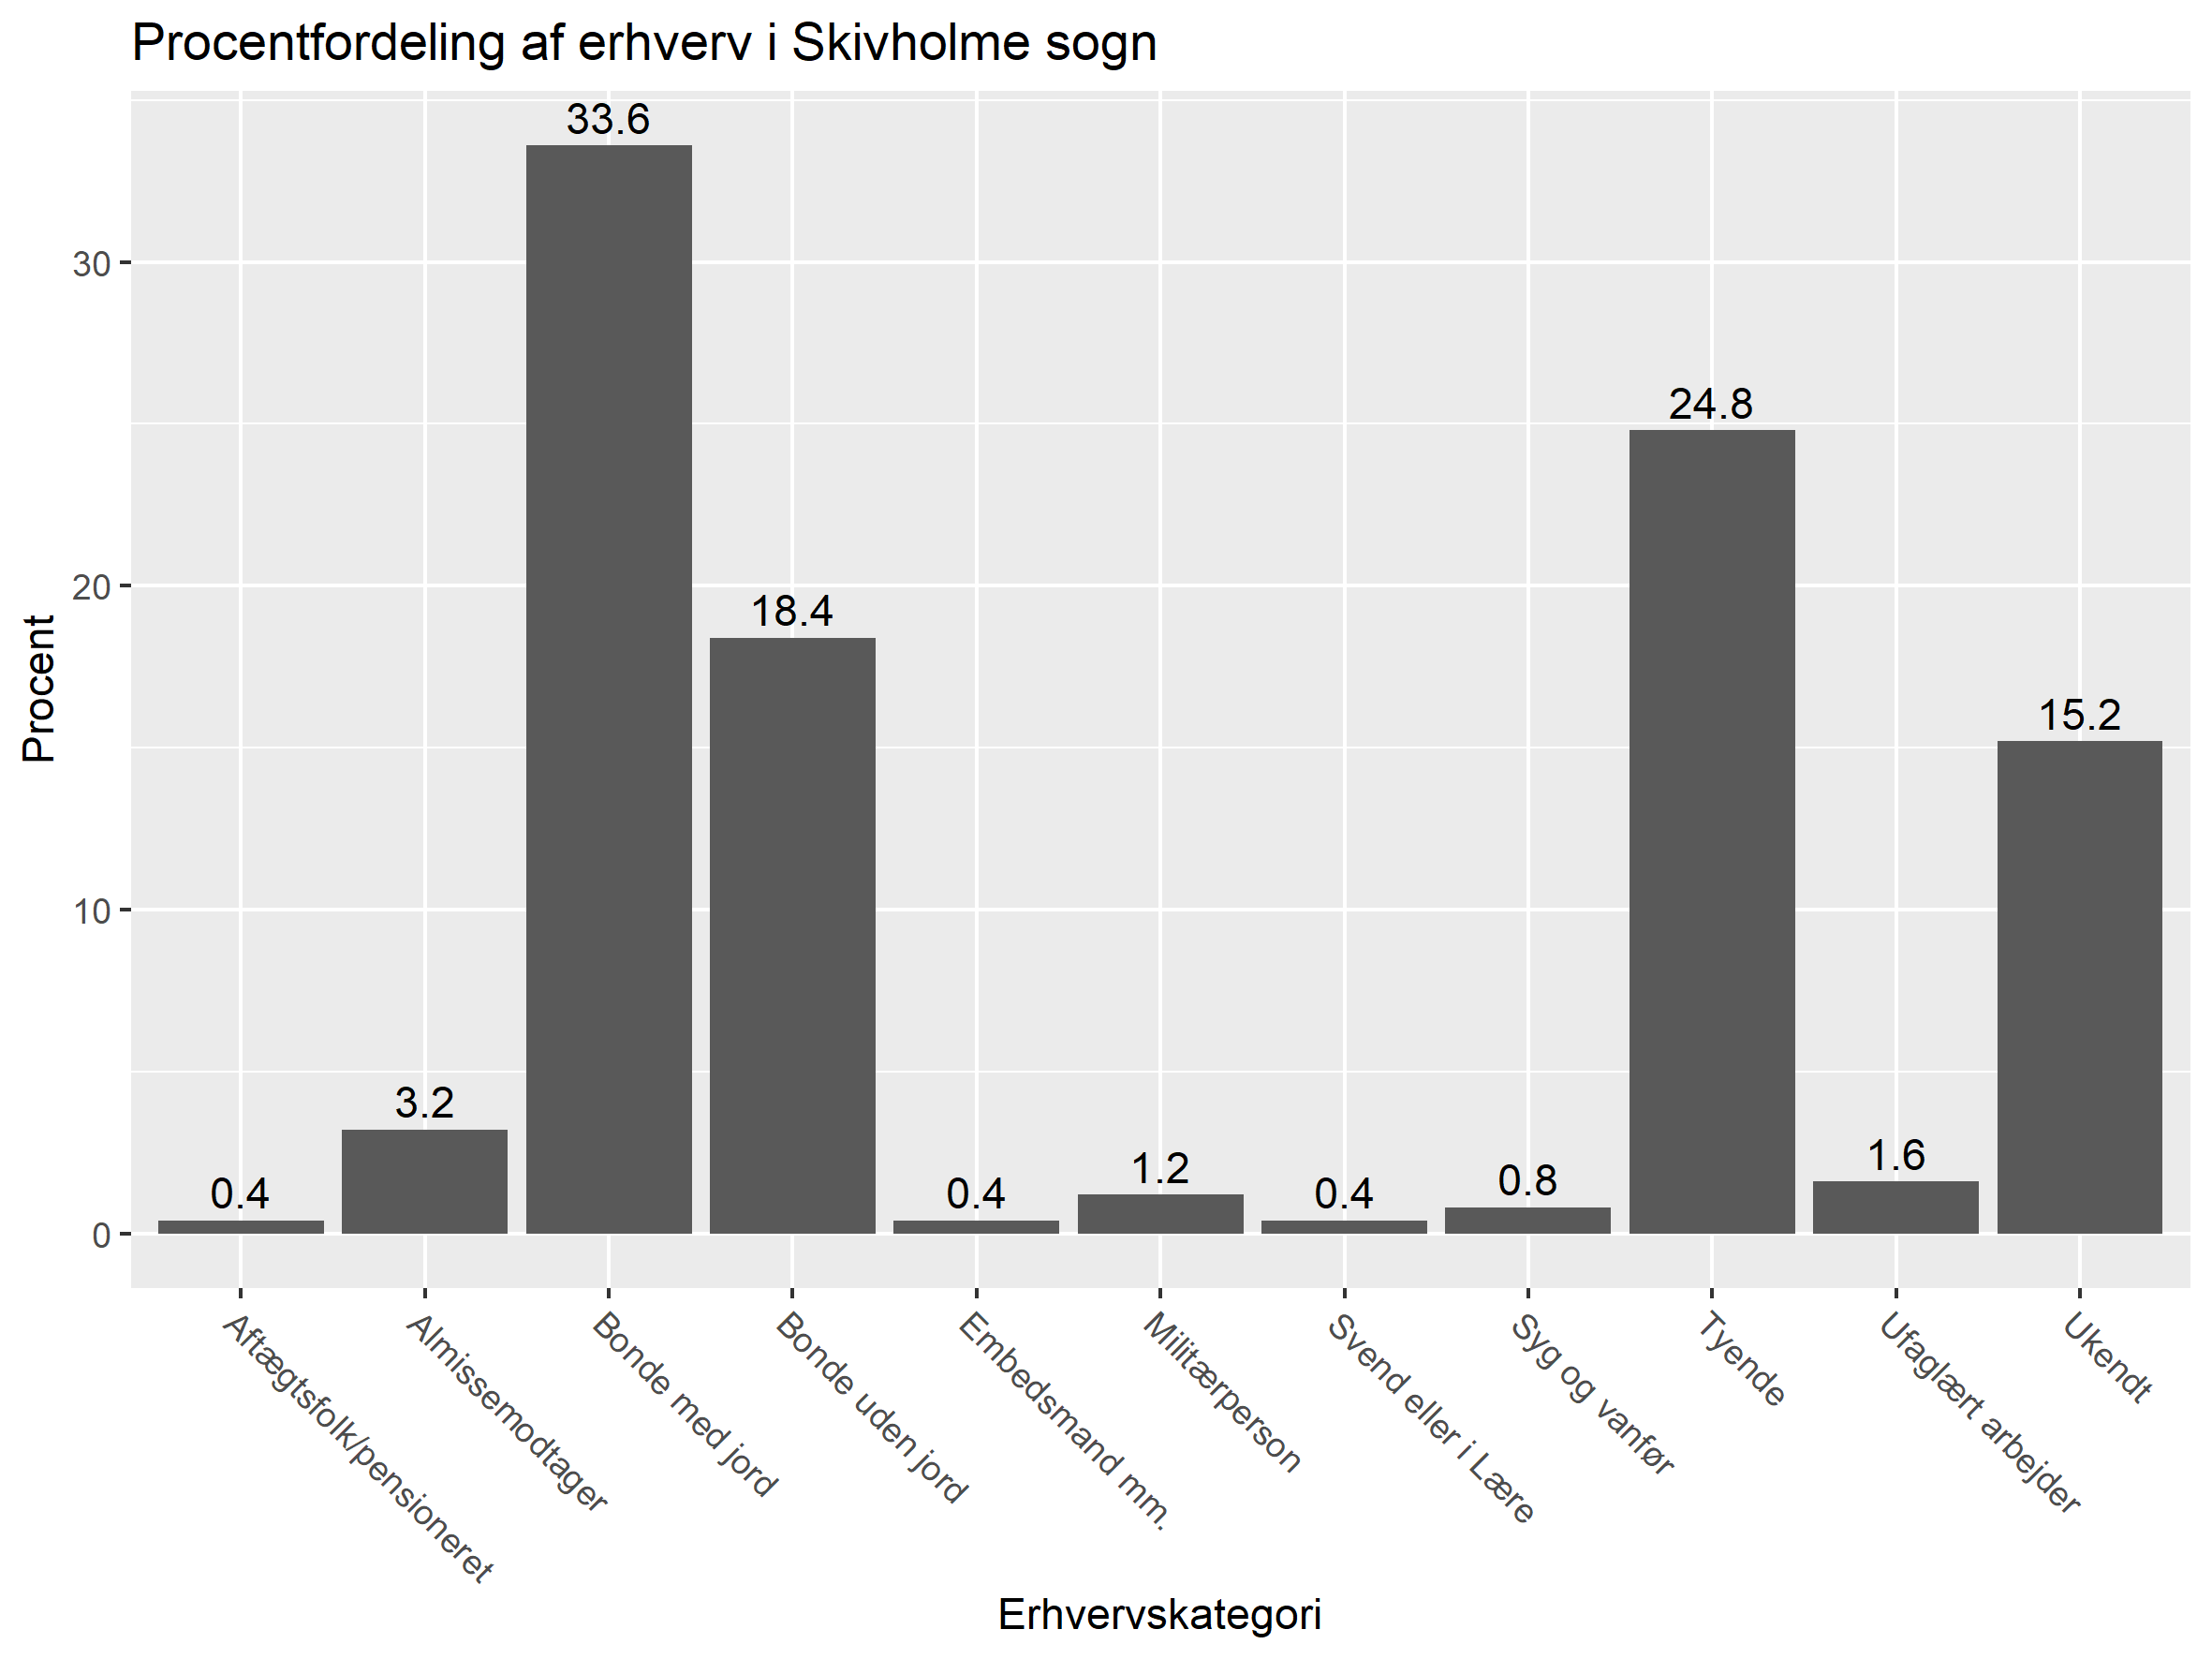 Procentfordeling af erhverv i Skivholme sogn
Procent
30
20
10
0
0.4
3.2
33.6
18.4
0.4
1.2
0.4
0.8
24.8
1.6
15.2
Aftægtsfolk/pensioneret
Almissemodtager
Bonde med jord
Bonde uden jord
Embedsmand mm.
Militærperson
Svend eller i Lære
Syg og vanfør
Tyende
Ufaglært arbejder
Ukendt
Erhvervskategori